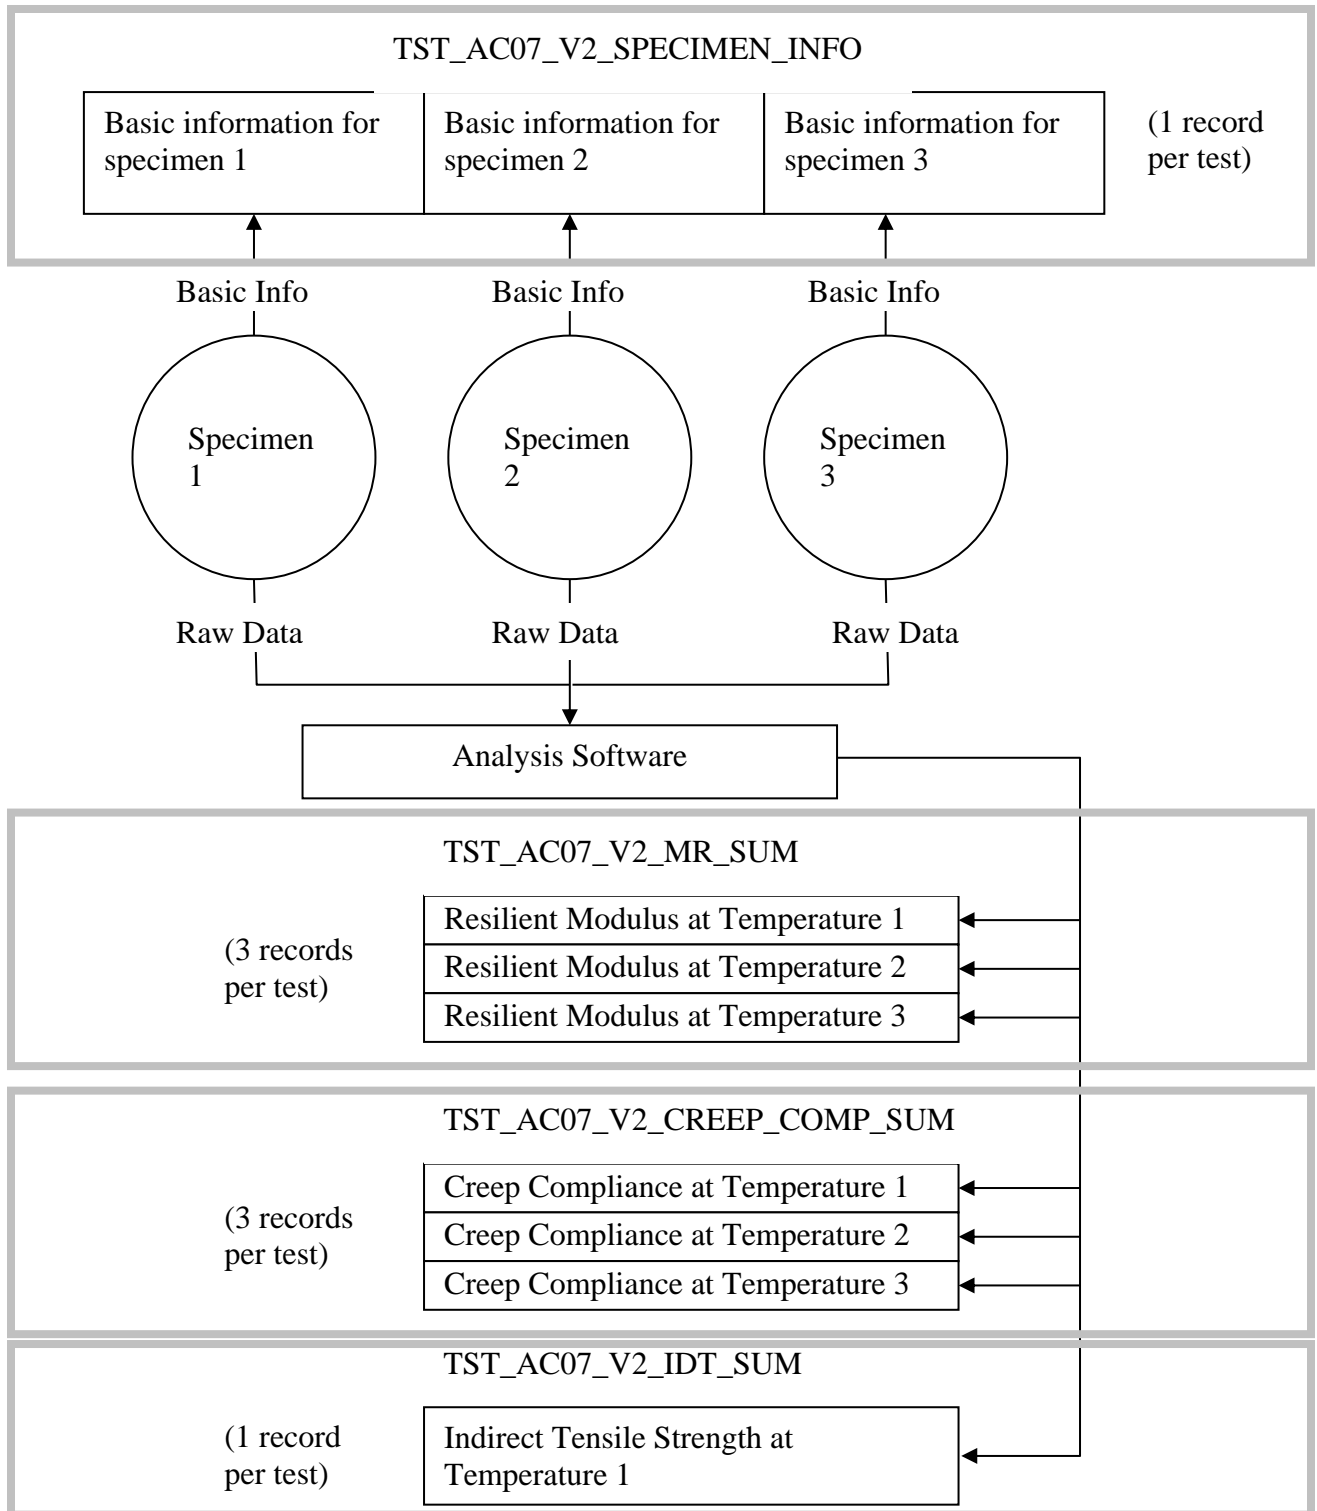 TST_AC07_V2_SPECIMEN_INFO
Basic information for
specimen 1
Basic information for
specimen 2
Basic information for
specimen 3
(1 record
per test)
Basic Info
Basic Info
Basic Info
Specimen
1
Specimen
2
Specimen
3
Raw Data
Raw Data
Raw Data
Analysis Software
TST_AC07_V2_MR_SUM
(3 records
per test)
Resilient Modulus at Temperature 1
Resilient Modulus at Temperature 2
Resilient Modulus at Temperature 3
TST_AC07_V2_CREEP_COMP_SUM
(3 records
per test)
Creep Compliance at Temperature 1
Creep Compliance at Temperature 2
Creep Compliance at Temperature 3
TST_AC07_V2_IDT_SUM
(1 record
per test)
Indirect Tensile Strength at
Temperature 1